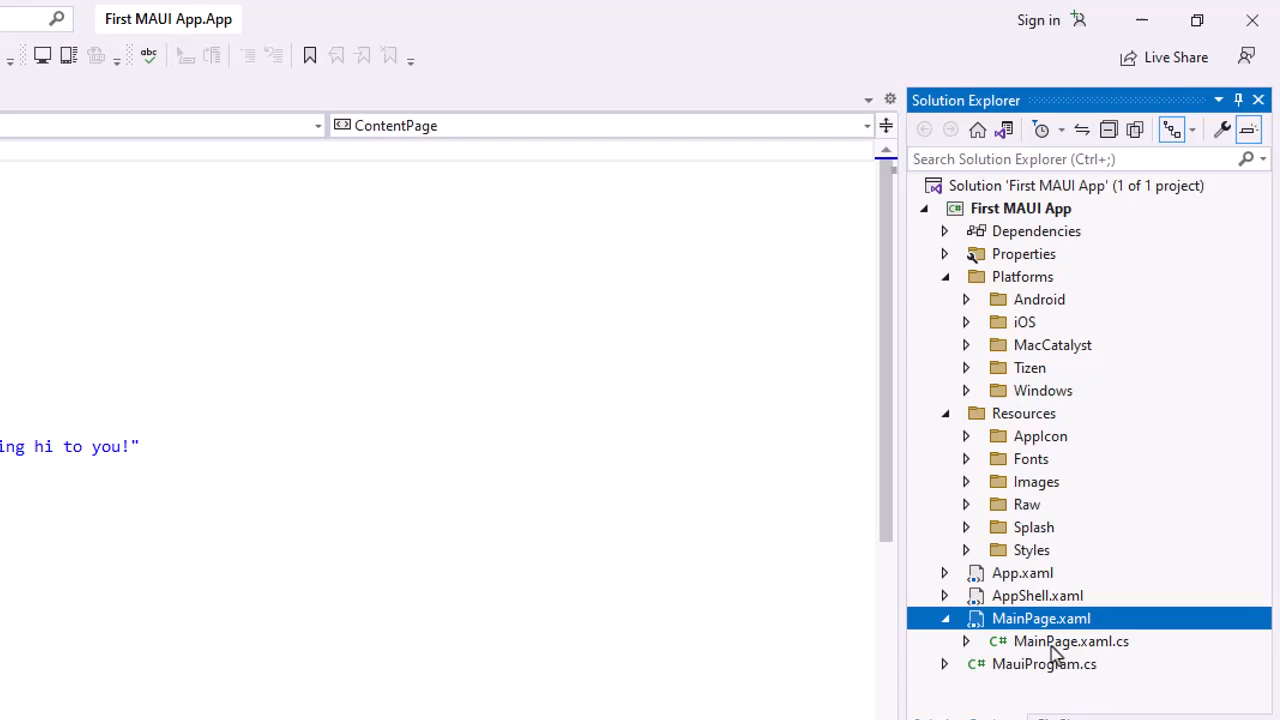 First MAUI App.App
Sign in
abc
Live Share
ContentPage
Solution Explorer
Search Solution Explorer (Ctrl+;)
Solution 'First MAUI App' (1 of 1 project)
C# First MAUI App
Dependencies
Properties
Platforms
Android
iOS
MacCatalyst
Tizen
Windows
Resources
ing hi to you!"
AppIcon
Fonts
Images
Raw
Splash
Styles
App.xaml
AppShell.xaml
MainPage.xaml
C# MainPage.xaml.cs
C# MauiProgram.cs